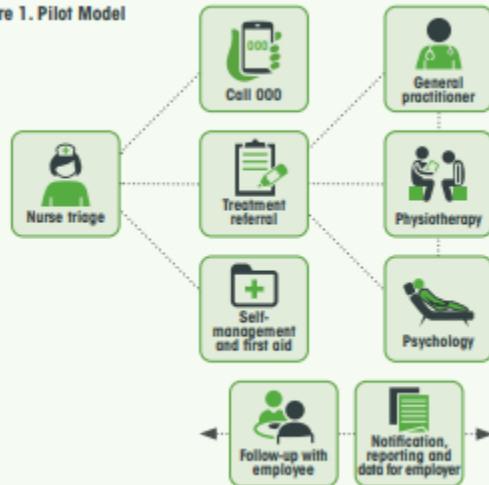 re 1. Pilot Model
000
Call 000
General
practitioner
Nurse triage
Treatment
referral
Physiotherapy
Self-
management
and first aid
Psychology
Follow-up with
employee
Notification,
reporting and
data for employer